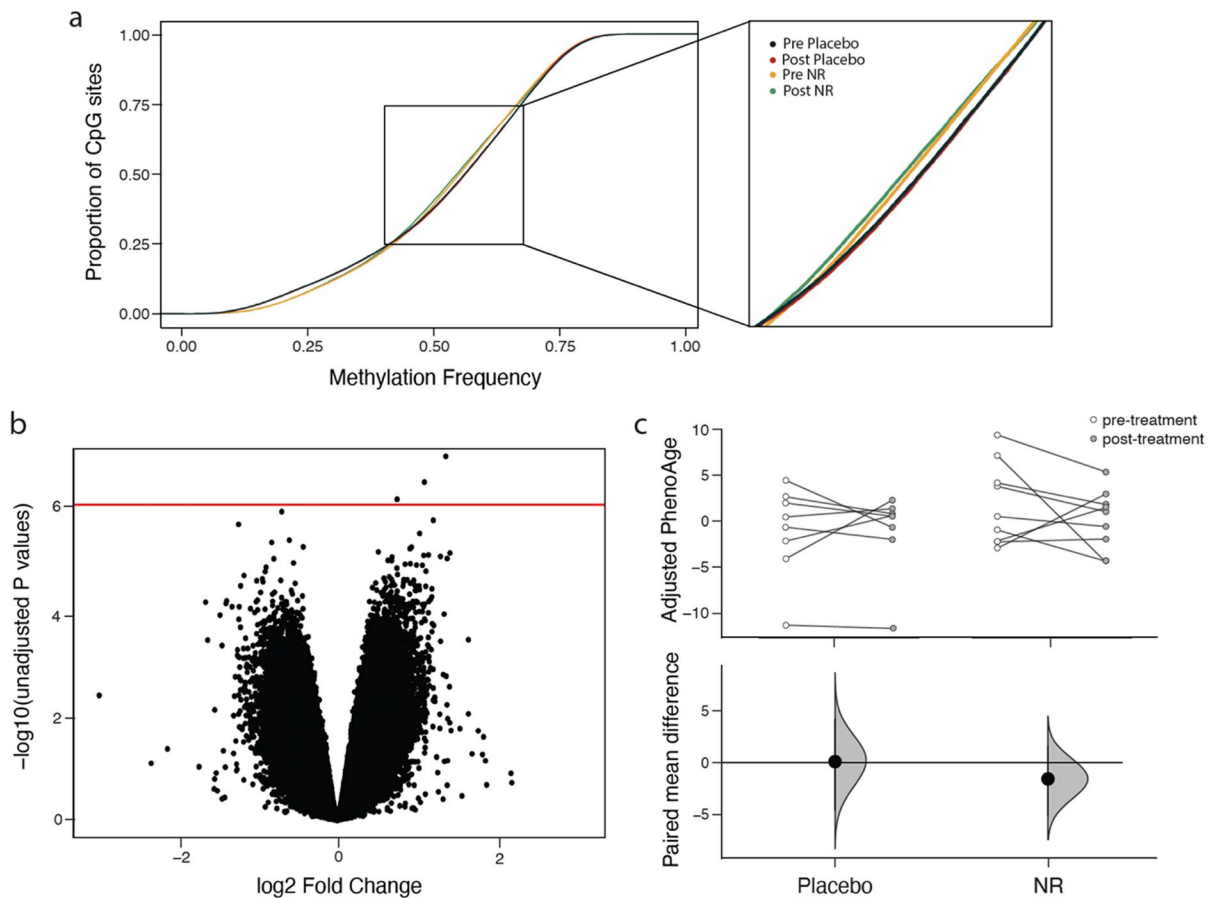 a
Proportion of CpG sites
1.00
0.75
0.50
0.25
0.00
0.00 0.25 0.50 0.75 1.00
Methylation Frequency
Pre Placebo
Post Placebo
Pre NR
Post NR
b
−log10(unadjusted P values)
6
4
2
0
−2 0 2
log2 Fold Change
c
pre-treatment
post-treatment
Adjusted PhenoAge
10
5
0
−5
−10
Paired mean difference
5
0
−5
Placebo NR